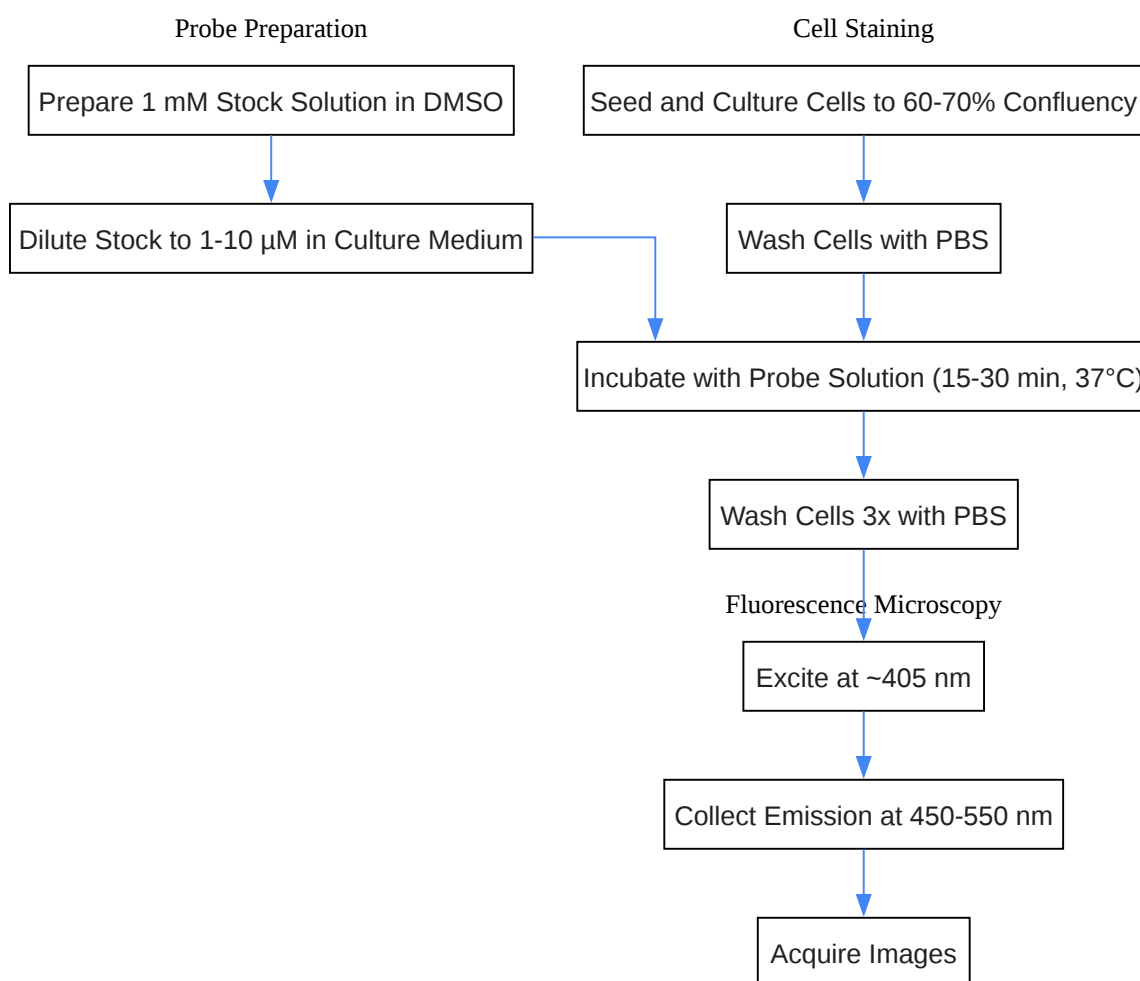 Probe Preparation
Prepare 1 mM Stock Solution in DMSO
Dilute Stock to 1-10 µM in Culture Medium
Cell Staining
Seed and Culture Cells to 60-70% Confluency
Wash Cells with PBS
Incubate with Probe Solution (15-30 min, 37°C)
Wash Cells 3x with PBS
Fluorescence Microscopy
Excite at ~405 nm
Collect Emission at 450-550 nm
Acquire Images